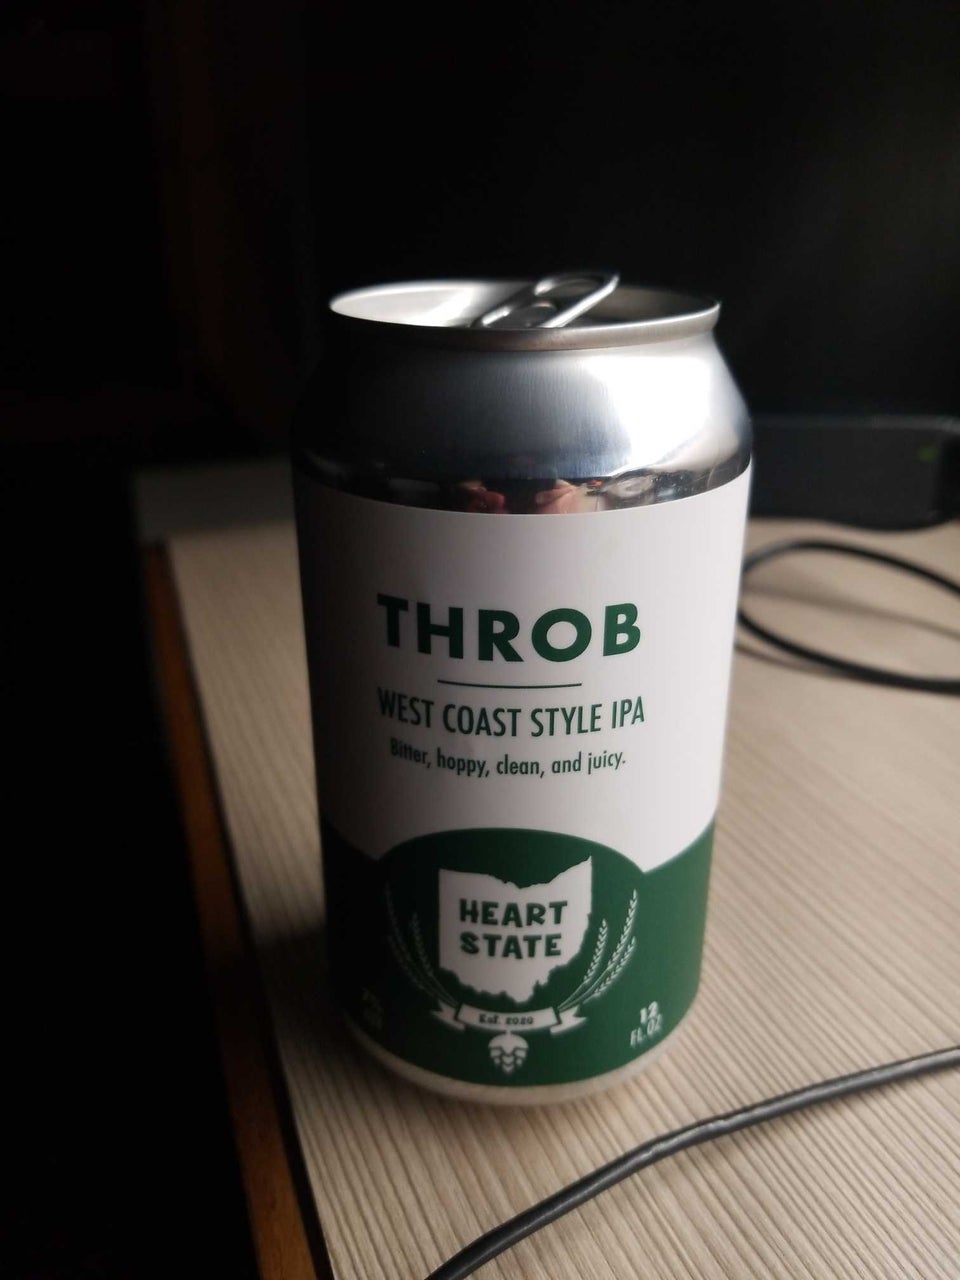 THROB
WEST COAST STYLE IPA
Bitter, hoppy, clean, and juicy.
HEART
STATE
Est. 2020
12
FL. OZ